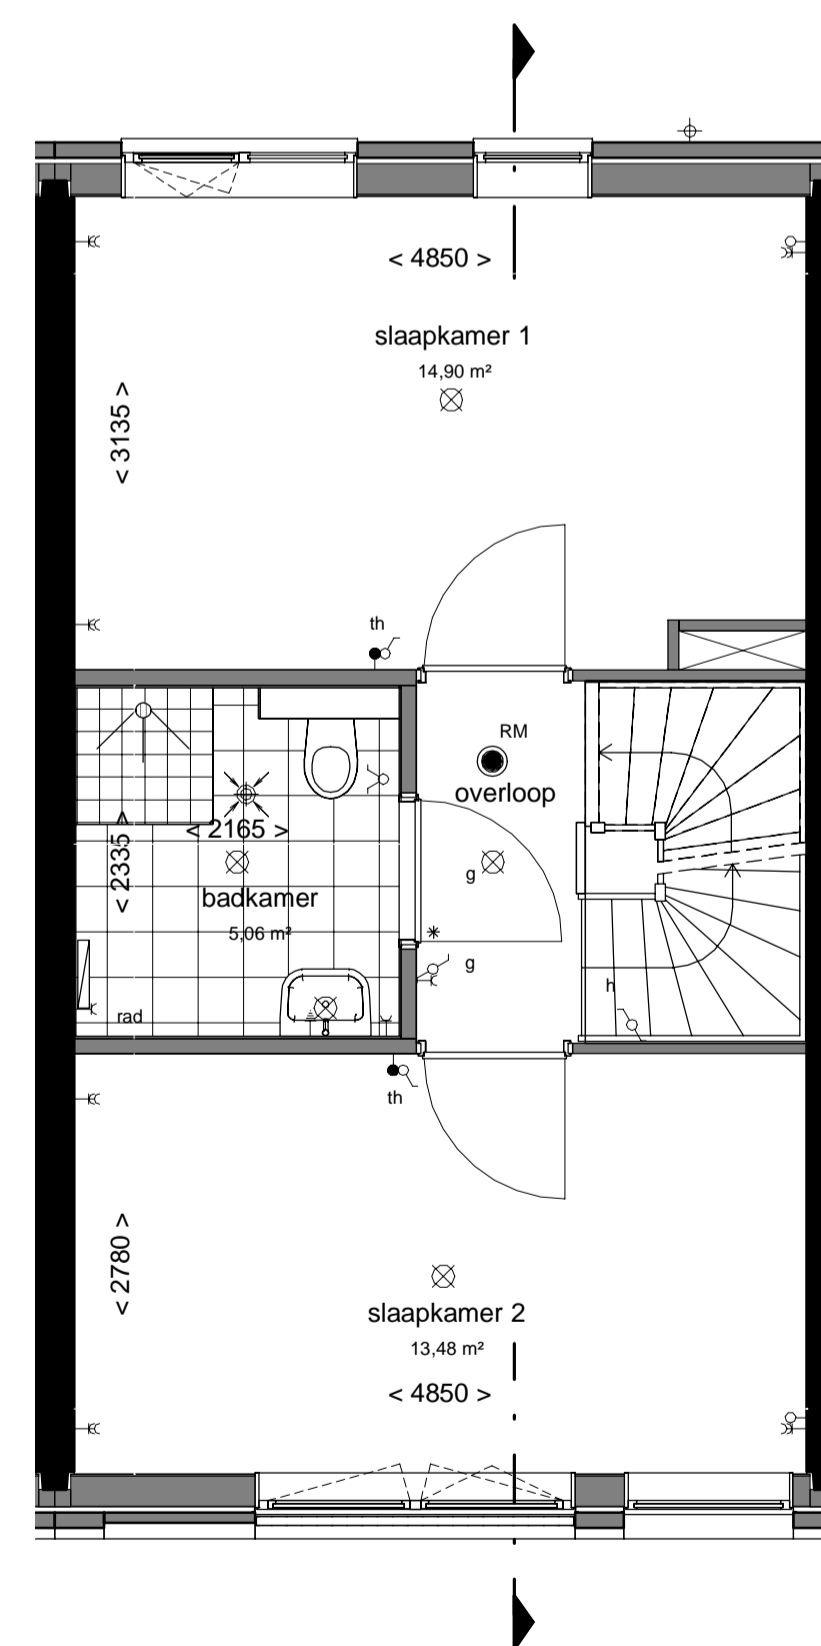 < 4850 >
slaapkamer 1
14,90 m²
< 3135 >
th
RM
overloop
< 2165 >
< 2335 >
g
badkamer
5,06 m²
g
h
rad
th
< 2780 >
slaapkamer 2
13,48 m²
< 4850 >